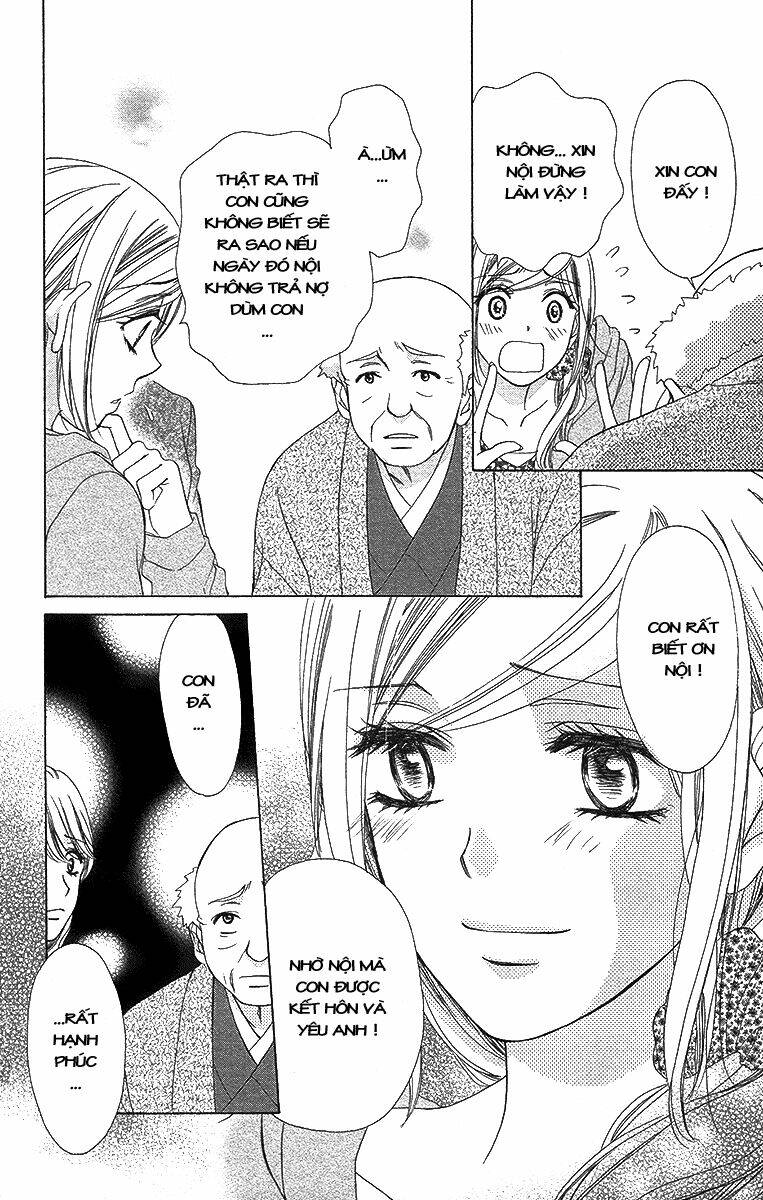 XIN CON
ĐẤY !
KHÔNG... XIN
NỘI ĐỪNG
LÀM VẬY !
À...ỪM
...
THẬT RA THÌ
CON CŨNG
KHÔNG BIẾT SẼ
RA SAO NẾU
NGÀY ĐÓ NỘI
KHÔNG TRẢ NỢ
DÙM CON
...
CON RẤT
BIẾT ƠN
NỘI !
NHỜ NỘI MÀ
CON ĐƯỢC
KẾT HÔN VÀ
YÊU ANH !
CON
ĐÃ
...
...RẤT
HẠNH
PHÚC
...